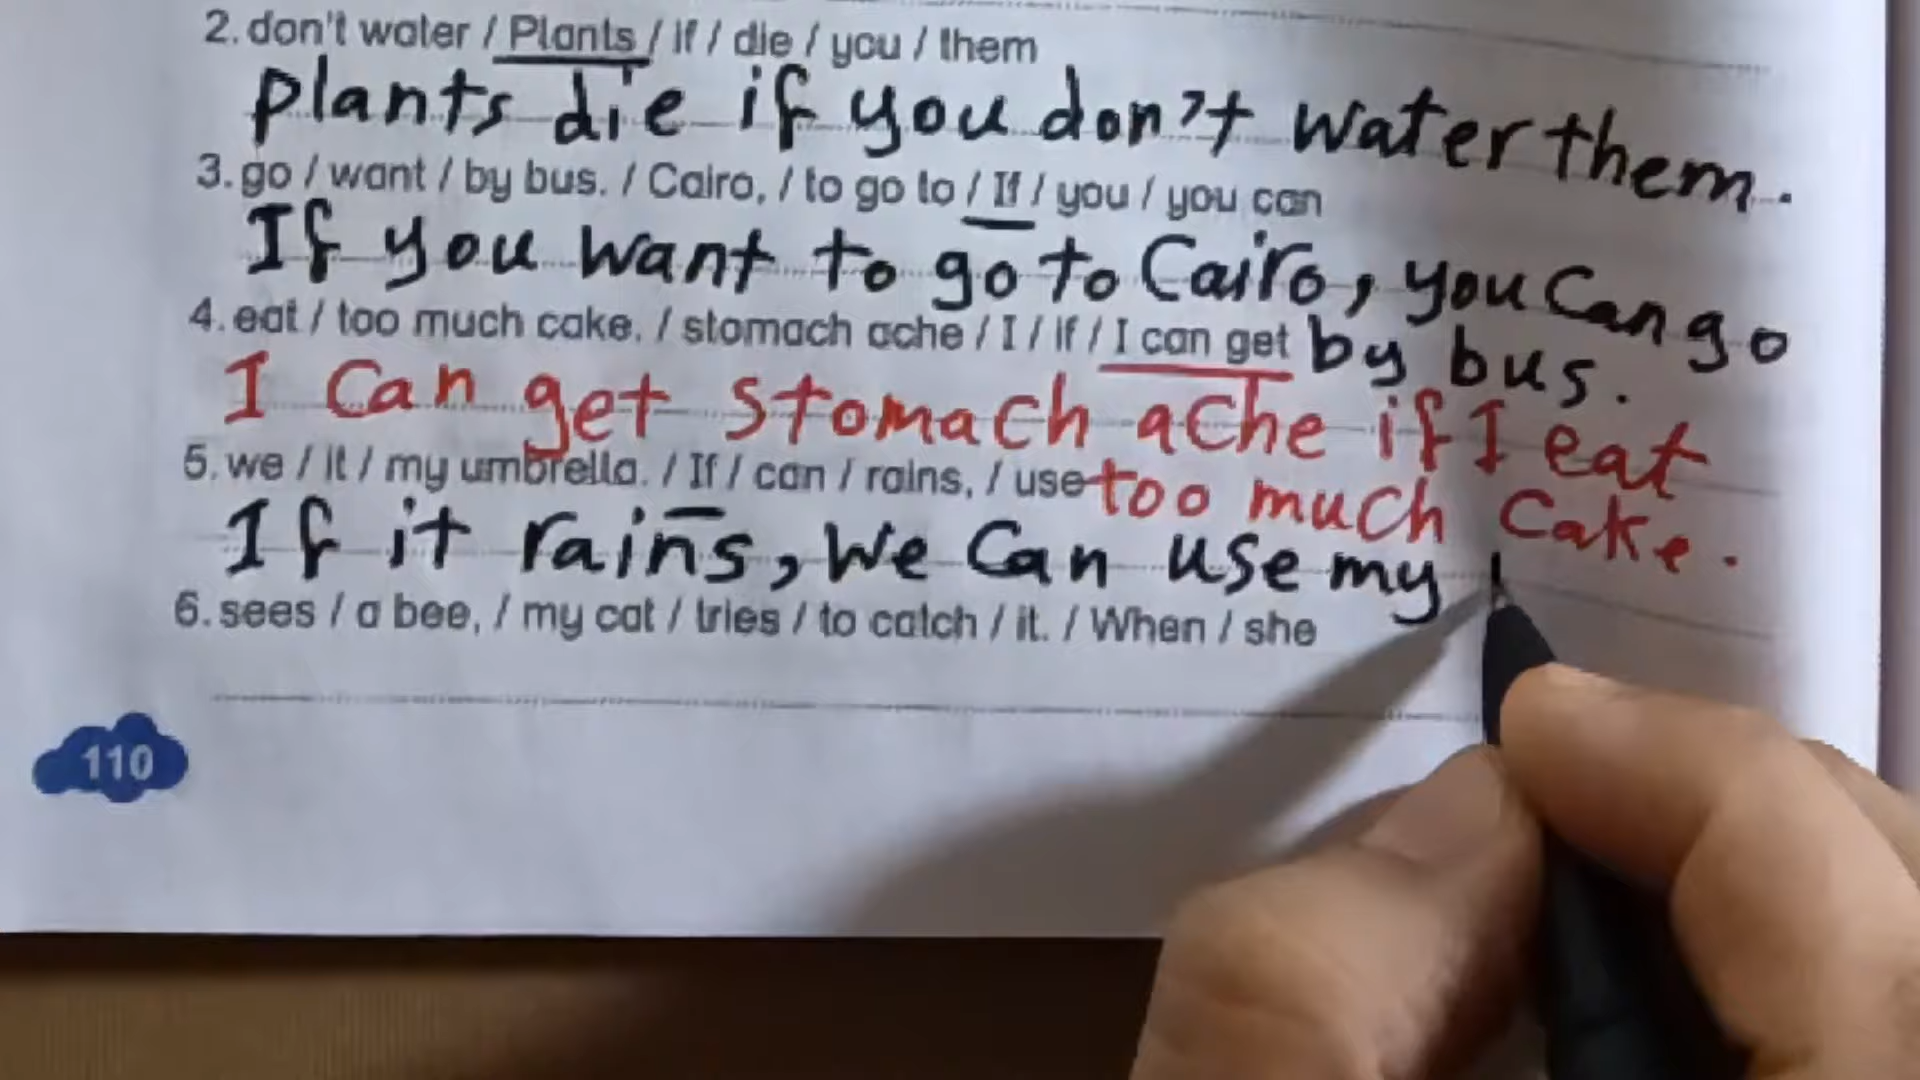 2. don't water / Plants / if / die / you / them
plants die if you don't water them.
3. go / want / by bus. / Cairo, / to go to / If / you / you can
If you want to go to Cairo, you can go
by bus.
4. eat / too much cake. / stomach ache / I / if / I can get
I can get stomach ache if I eat
too much cake.
5. we / it / my umbrella. / If / can / rains, / use
If it rains, we can use my
6. sees / a bee, / my cat / tries / to catch / it. / When / she
110